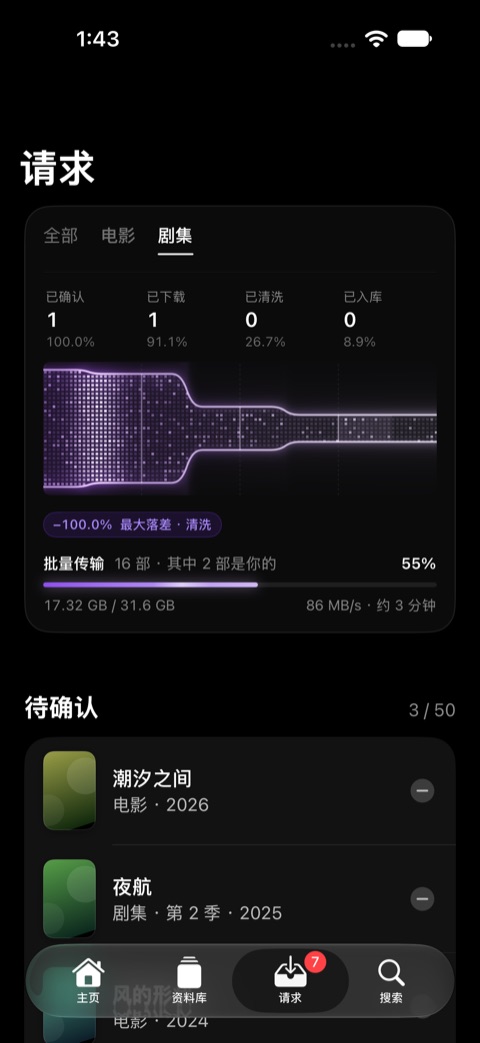 1:43
请求
全部 电影 剧集
已确认 已下载 已清洗 已入库
1 1 0 0
100.0% 91.1% 26.7% 8.9%
−100.0% 最大落差 · 清洗
批量传输 16 部 · 其中 2 部是你的 55%
17.32 GB / 31.6 GB 86 MB/s · 约 3 分钟
待确认 3 / 50
潮汐之间
电影 · 2026
夜航
剧集 · 第 2 季 · 2025
风的形
电影 · 2024
7
主页 资料库 请求 搜索